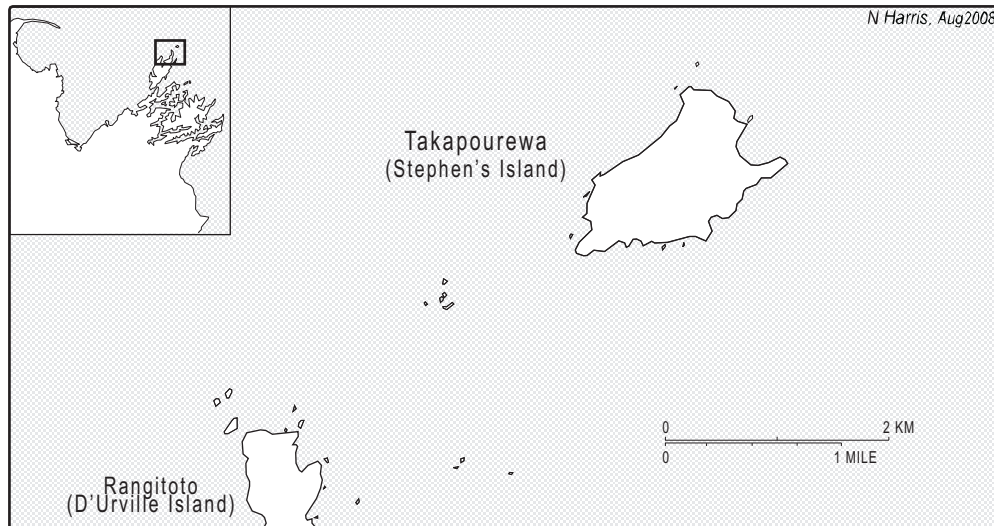 N Harris, Aug2008
Takapourewa
(Stephen's Island)
0 2 KM
0 1 MILE
Rangitoto
(D'Urville Island)